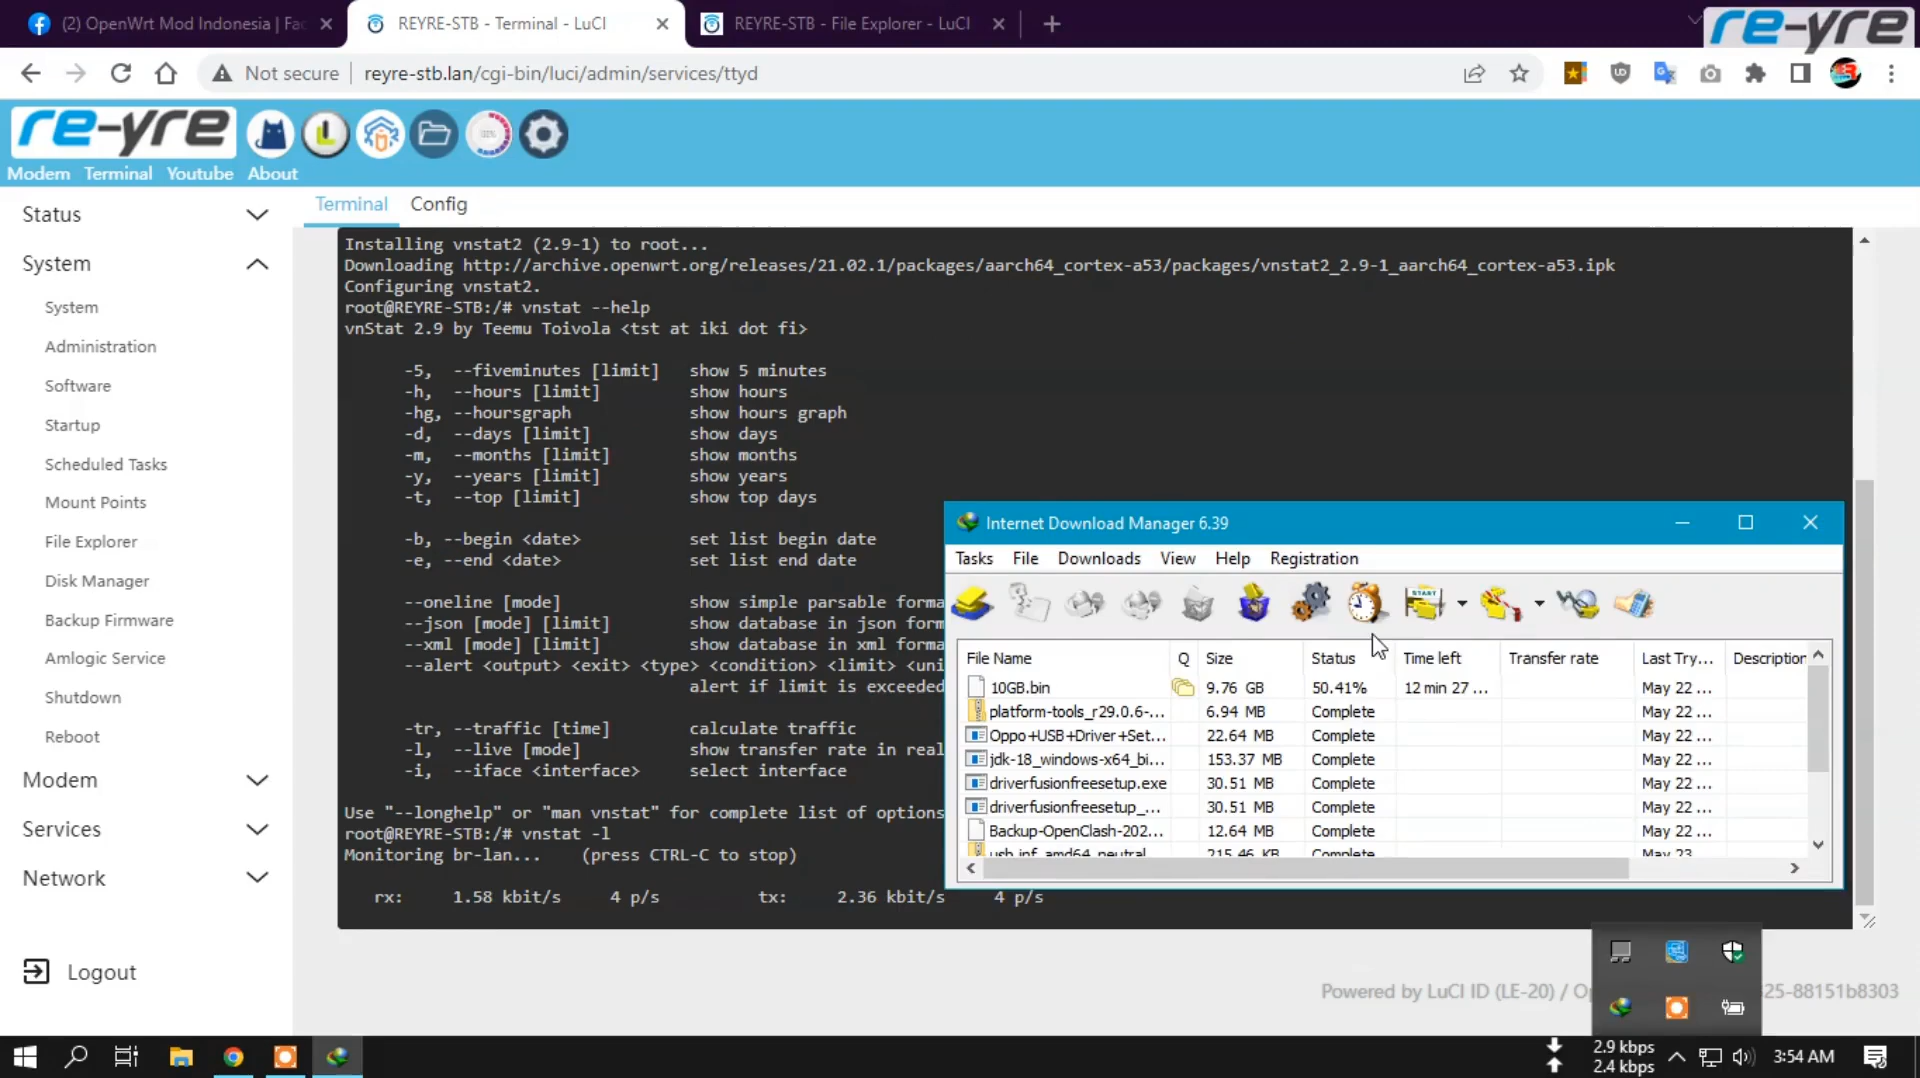 (2) OpenWrt Mod Indonesia | Fac
REYRE-STB - Terminal - LuCI
REYRE-STB - File Explorer - LuCI
re-yre
Not secure
reyre-stb.lan/cgi-bin/luci/admin/services/ttyd
re-yre
Modem Terminal Youtube About
Terminal Config
Status
System
System
Administration
Software
Startup
Scheduled Tasks
Mount Points
File Explorer
Disk Manager
Backup Firmware
Amlogic Service
Shutdown
Reboot
Modem
Services
Network
Logout
Installing vnstat2 (2.9-1) to root...
Downloading http://archive.openwrt.org/releases/21.02.1/packages/aarch64_cortex-a53/packages/vnstat2_2.9-1_aarch64_cortex-a53.ipk
Configuring vnstat2.
root@REYRE-STB:/# vnstat --help
vnStat 2.9 by Teemu Toivola <tst at iki dot fi>
-5, --fiveminutes [limit] show 5 minutes
-h, --hours [limit] show hours
-hg, --hoursgraph show hours graph
-d, --days [limit] show days
-m, --months [limit] show months
-y, --years [limit] show years
-t, --top [limit] show top days
-b, --begin <date> set list begin date
-e, --end <date> set list end date
--oneline [mode] show simple parsable forma
--json [mode] [limit] show database in json form
--xml [mode] [limit] show database in xml forma
--alert <output> <exit> <type> <condition> <limit> <uni
alert if limit is exceeded
-tr, --traffic [time] calculate traffic
-l, --live [mode] show transfer rate in real
-i, --iface <interface> select interface
Use "--longhelp" or "man vnstat" for complete list of options
root@REYRE-STB:/# vnstat -l
Monitoring br-lan... (press CTRL-C to stop)
rx: 1.58 kbit/s 4 p/s tx: 2.36 kbit/s 4 p/s
Internet Download Manager 6.39
Tasks File Downloads View Help Registration
START
File Name Q Size Status Time left Transfer rate Last Try... Description
10GB.bin 9.76 GB 50.41% 12 min 27 ... May 22 ...
platform-tools_r29.0.6-... 6.94 MB Complete May 22 ...
Oppo+USB+Driver+Set... 22.64 MB Complete May 22 ...
jdk-18_windows-x64_bi... 153.37 MB Complete May 22 ...
driverfusionfreesetup.exe 30.51 MB Complete May 22 ...
driverfusionfreesetup_... 30.51 MB Complete May 22 ...
Backup-OpenClash-202... 12.64 MB Complete May 22 ...
usb_inf_amd64_neutral 215.46 KB Complete May 23
Powered by LuCI ID (LE-20) / Op
25-88151b8303
2.9 kbps
2.4 kbps
3:54 AM